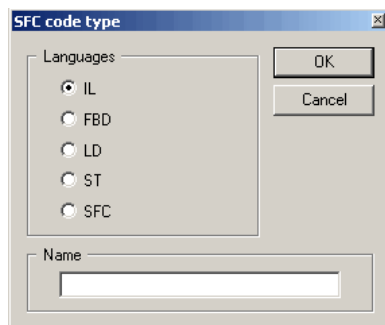 SFC code type
Languages
IL
FBD
LD
ST
SFC
OK
Cancel
Name